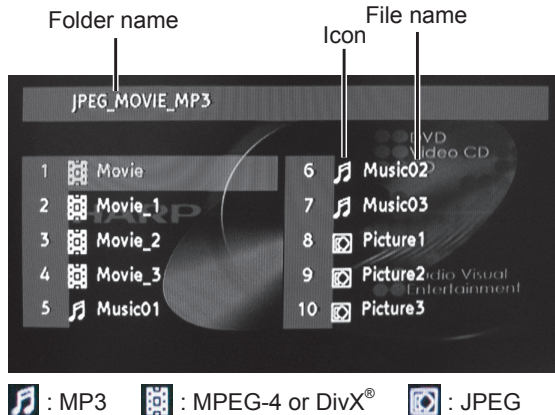 Folder name
File name
Icon
JPEG_MOVIE_MP3
DVD
Video CD
1 Movie
2 Movie_1
3 Movie_2
4 Movie_3
5 Music01
6 Music02
7 Music03
8 Picture1
9 Picture2
10 Picture3
Audio Visual
Entertainment
: MP3
: MPEG-4 or DivX®
: JPEG